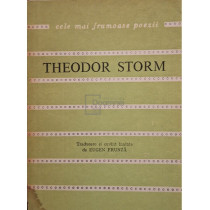 cele mai frumoase poezii
THEODOR STORM
Traducere și cuvînt înainte
de EUGEN FRUNZĂ